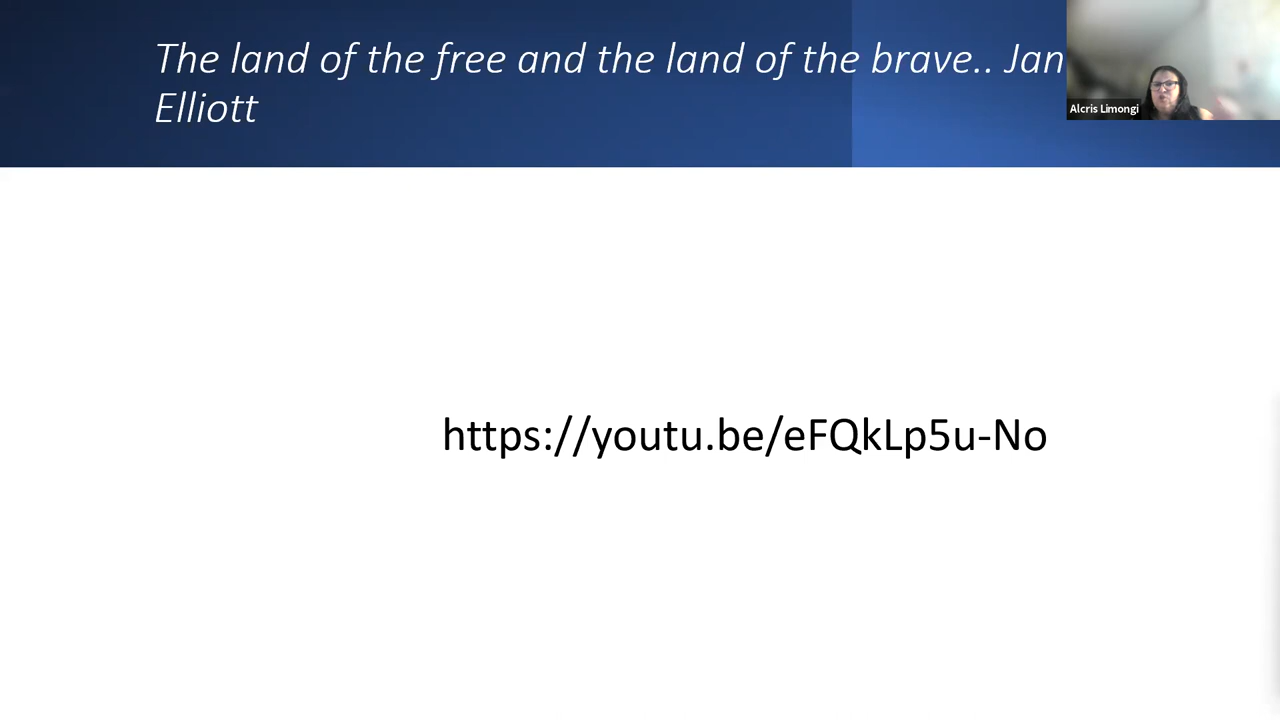 The land of the free and the land of the brave.. Jan
Elliott
Alcris Limongi
https://youtu.be/eFQkLp5u-No